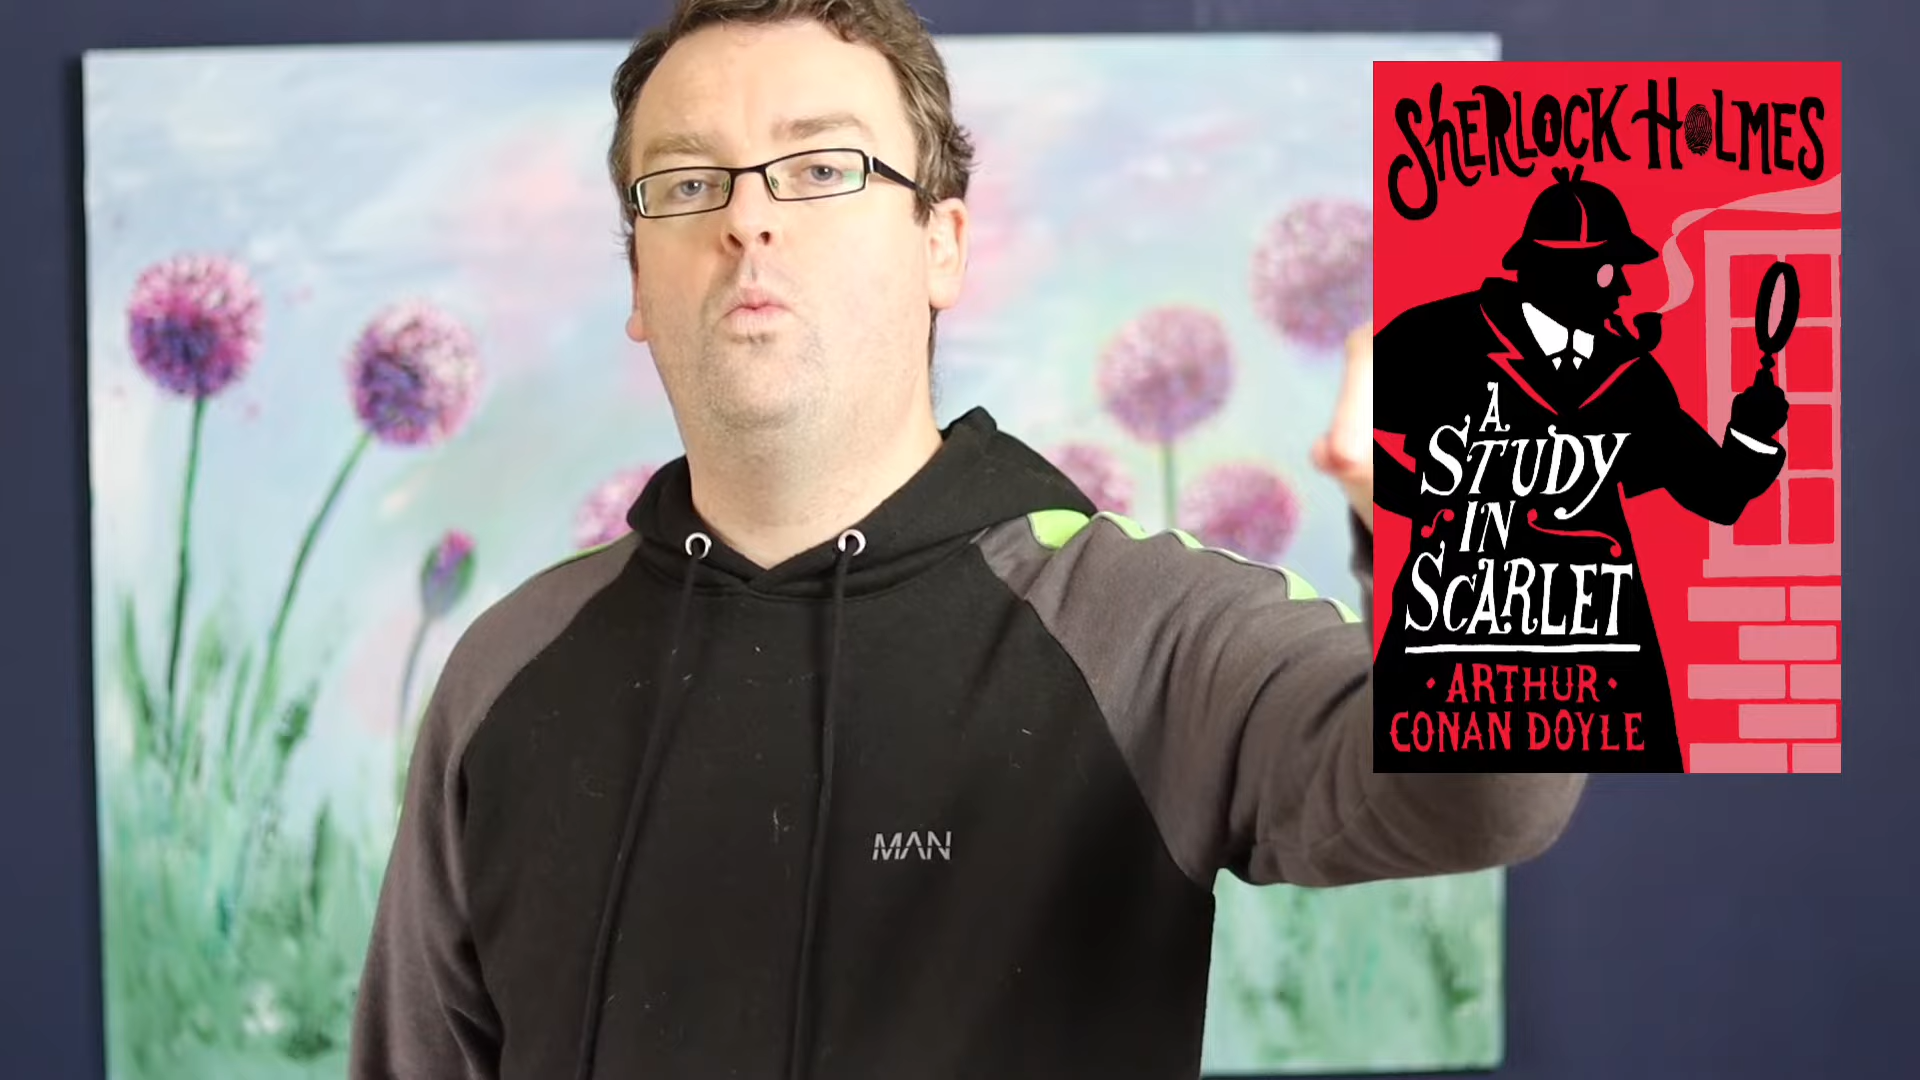 SHERLOCK HOLMES
A
STUDY
IN
SCARLET
• ARTHUR •
CONAN DOYLE
MAN